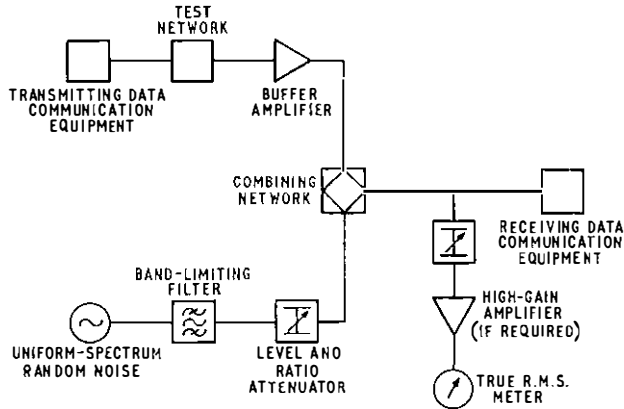 TEST
NETWORK
TRANSMITTING DATA
COMMUNICATION
EQUIPMENT
BUFFER
AMPLIFIER
COMBINING
NETWORK
RECEIVING DATA
COMMUNICATION
EQUIPMENT
BAND-LIMITING
FILTER
HIGH-GAIN
AMPLIFIER
(IF REQUIRED)
UNIFORM-SPECTRUM
RANDOM NOISE
LEVEL AND
RATIO
ATTENUATOR
TRUE R.M.S.
METER